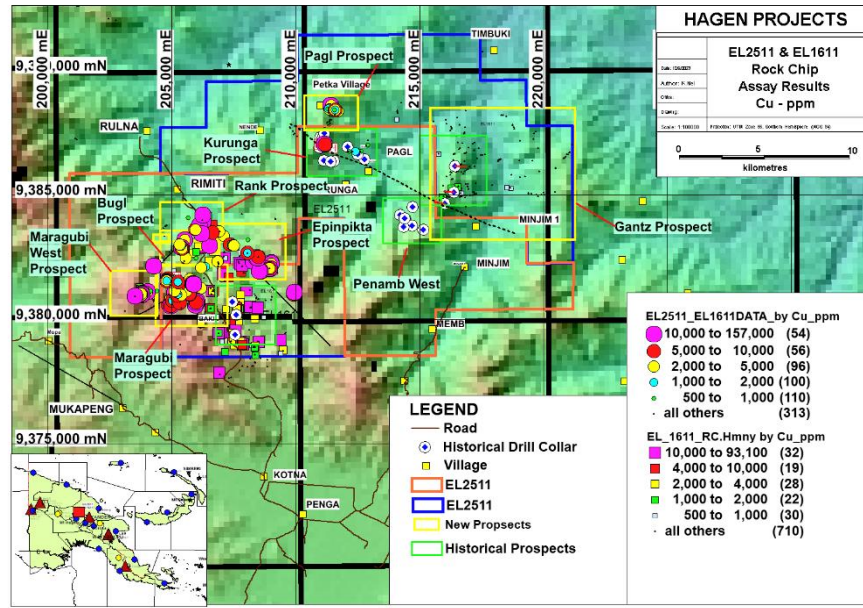 HAGEN PROJECTS
EL2511 & EL1611
Rock Chip
Assay Results
Cu - ppm
0 5 10
kilometres
200,000 mE
205,000 mE
210,000 mE
215,000 mE
220,000 mE
9,390,000 mN
9,385,000 mN
9,380,000 mN
9,375,000 mN
TIMBUKI
Pagl Prospect
Petka Village
RULNA
Kurunga
Prospect
PAGL
RIMITI
Rank Prospect
RUNGA
EL2511
Bugl
Prospect
Maragubi
West
Prospect
Epinpikta
Prospect
MINJIM 1
Gantz Prospect
Penamb West
MINJIM
MEMB
Maragubi
Prospect
MUKAPENG
KOTNA
PENGA
LEGEND
Road
Historical Drill Collar
Village
EL2511
EL2511
New Propsects
Historical Prospects
EL2511_EL1611DATA_by Cu_ppm
10,000 to 157,000 (54)
5,000 to 10,000 (56)
2,000 to 5,000 (96)
1,000 to 2,000 (100)
500 to 1,000 (110)
all others (313)
EL_1611_RC.Hmny by Cu_ppm
10,000 to 93,100 (32)
4,000 to 10,000 (19)
2,000 to 4,000 (28)
1,000 to 2,000 (22)
500 to 1,000 (30)
all others (710)